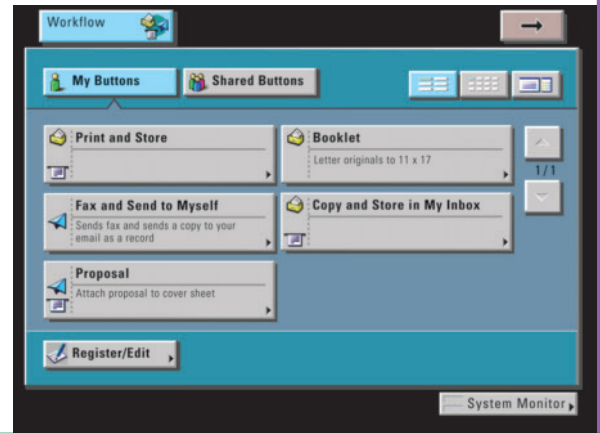 Workflow
My Buttons
Shared Buttons
Print and Store
Booklet
Letter originals to 11 x 17
1/1
Fax and Send to Myself
Sends fax and sends a copy to your
email as a record
Copy and Store in My Inbox
Proposal
Attach proposal to cover sheet
Register/Edit
System Monitor